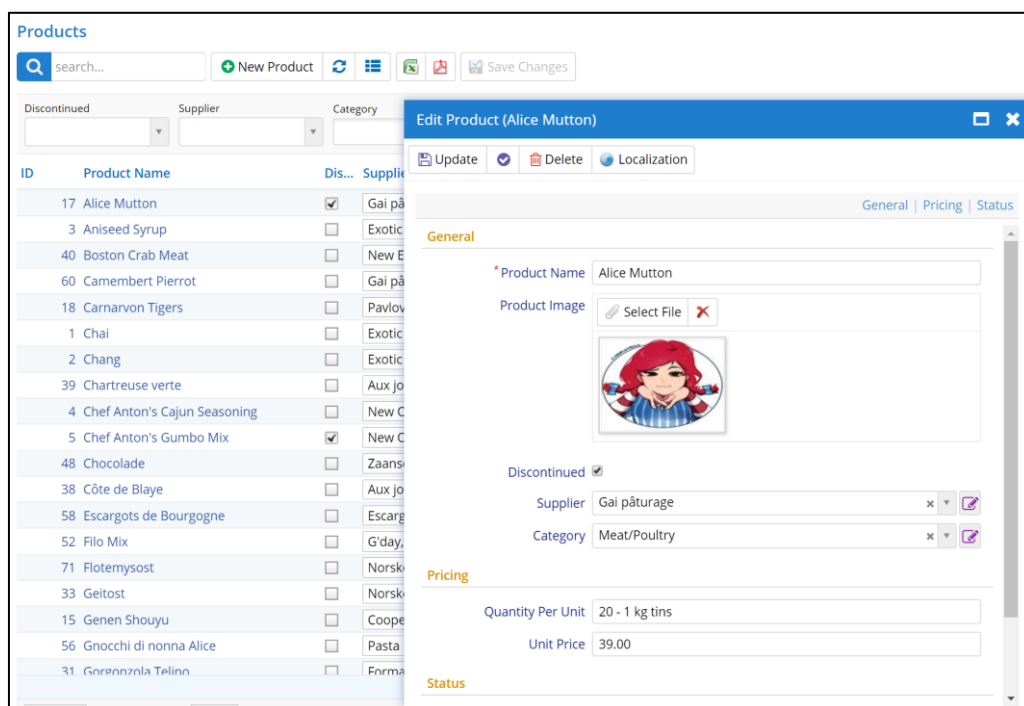 Products
search...
New Product
Save Changes
Discontinued Supplier Category
ID Product Name Dis... Supplie
17 Alice Mutton Gai pâ
3 Aniseed Syrup Exotic
40 Boston Crab Meat New E
60 Camembert Pierrot Gai pâ
18 Carnarvon Tigers Pavlov
1 Chai Exotic
2 Chang Exotic
39 Chartreuse verte Aux jo
4 Chef Anton's Cajun Seasoning New O
5 Chef Anton's Gumbo Mix New O
48 Chocolade Zaans
38 Côte de Blaye Aux jo
58 Escargots de Bourgogne Escarg
52 Filo Mix G'day,
71 Flotemysost Norsk
33 Geitost Norsk
15 Genen Shouyu Coope
56 Gnocchi di nonna Alice Pasta
31 Gorgonzola Telino Forma
Edit Product (Alice Mutton)
Update Delete Localization
General | Pricing | Status
General
*Product Name Alice Mutton
Product Image Select File
Discontinued
Supplier Gai pâturage
Category Meat/Poultry
Pricing
Quantity Per Unit 20 - 1 kg tins
Unit Price 39.00
Status